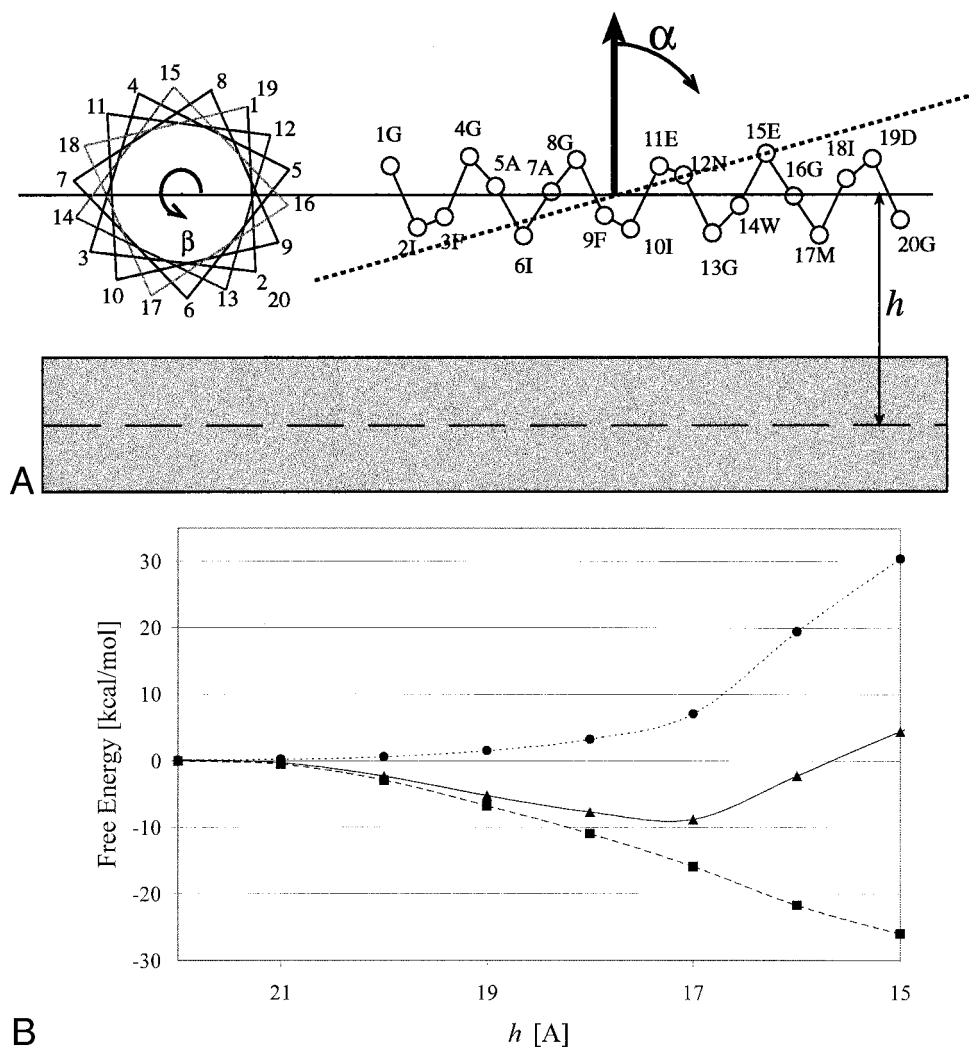 α
15
4
8
19
11
1
12
18
5
7
16
14
β
3
9
10
2
17
6
13
20
1G
4G
8G
11E
15E
19D
5A
7A
12N
16G
18I
2I
3F
6I
9F
10I
13G
14W
17M
20G
h
A
30
20
10
0
-10
-20
-30
Free Energy [kcal/mol]
21
19
17
15
h [A]
B